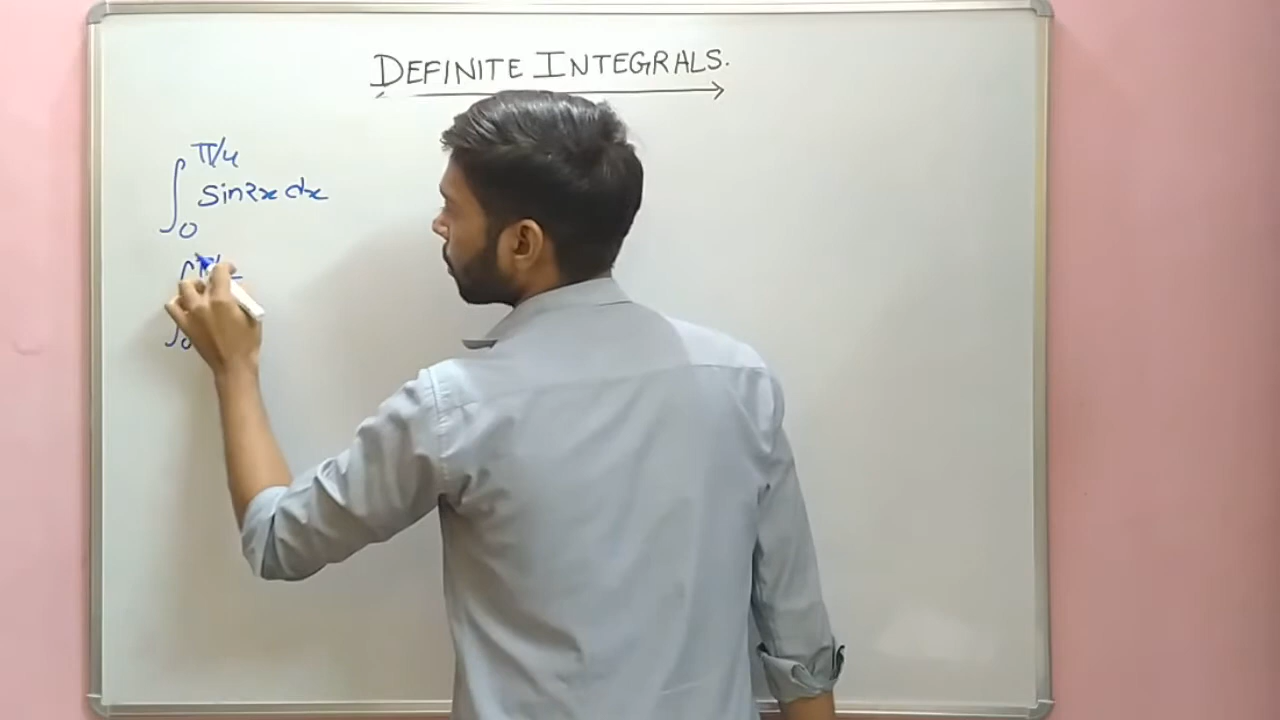 DEFINITE INTEGRALS.
∫₀^π/4 sin2x dx